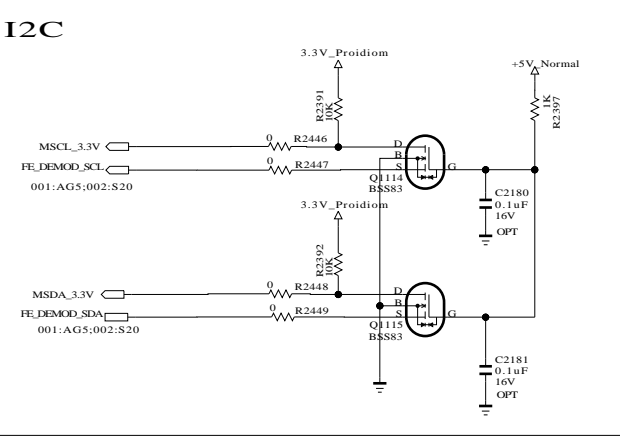 I2C
3.3V_Proidiom
+5V_Normal
R2391
10K
1K
R2397
0
R2446
MSCL_3.3V
D
B
FE_DEMOD_SCL
0
R2447
S
G
001:AG5;002:S20
Q1114
BSS83
C2180
0.1uF
16V
OPT
3.3V_Proidiom
R2392
10K
0
R2448
MSDA_3.3V
D
B
FE_DEMOD_SDA
0
R2449
S
G
001:AG5;002:S20
Q1115
BSS83
C2181
0.1uF
16V
OPT